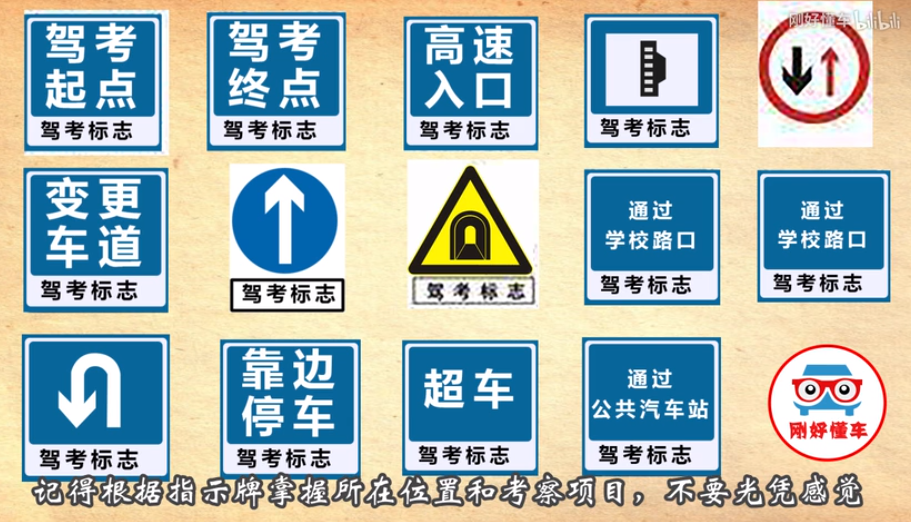 刚好懂车 bilibili
驾考
起点
驾考标志
驾考
终点
驾考标志
高速
入口
驾考标志
驾考标志
变更
车道
驾考标志
驾考标志
驾考标志
通过
学校路口
驾考标志
通过
学校路口
驾考标志
驾考标志
靠边
停车
驾考标志
超车
驾考标志
通过
公共汽车站
驾考标志
刚好懂车
记得根据指示牌掌握所在位置和考察项目，不要光凭感觉